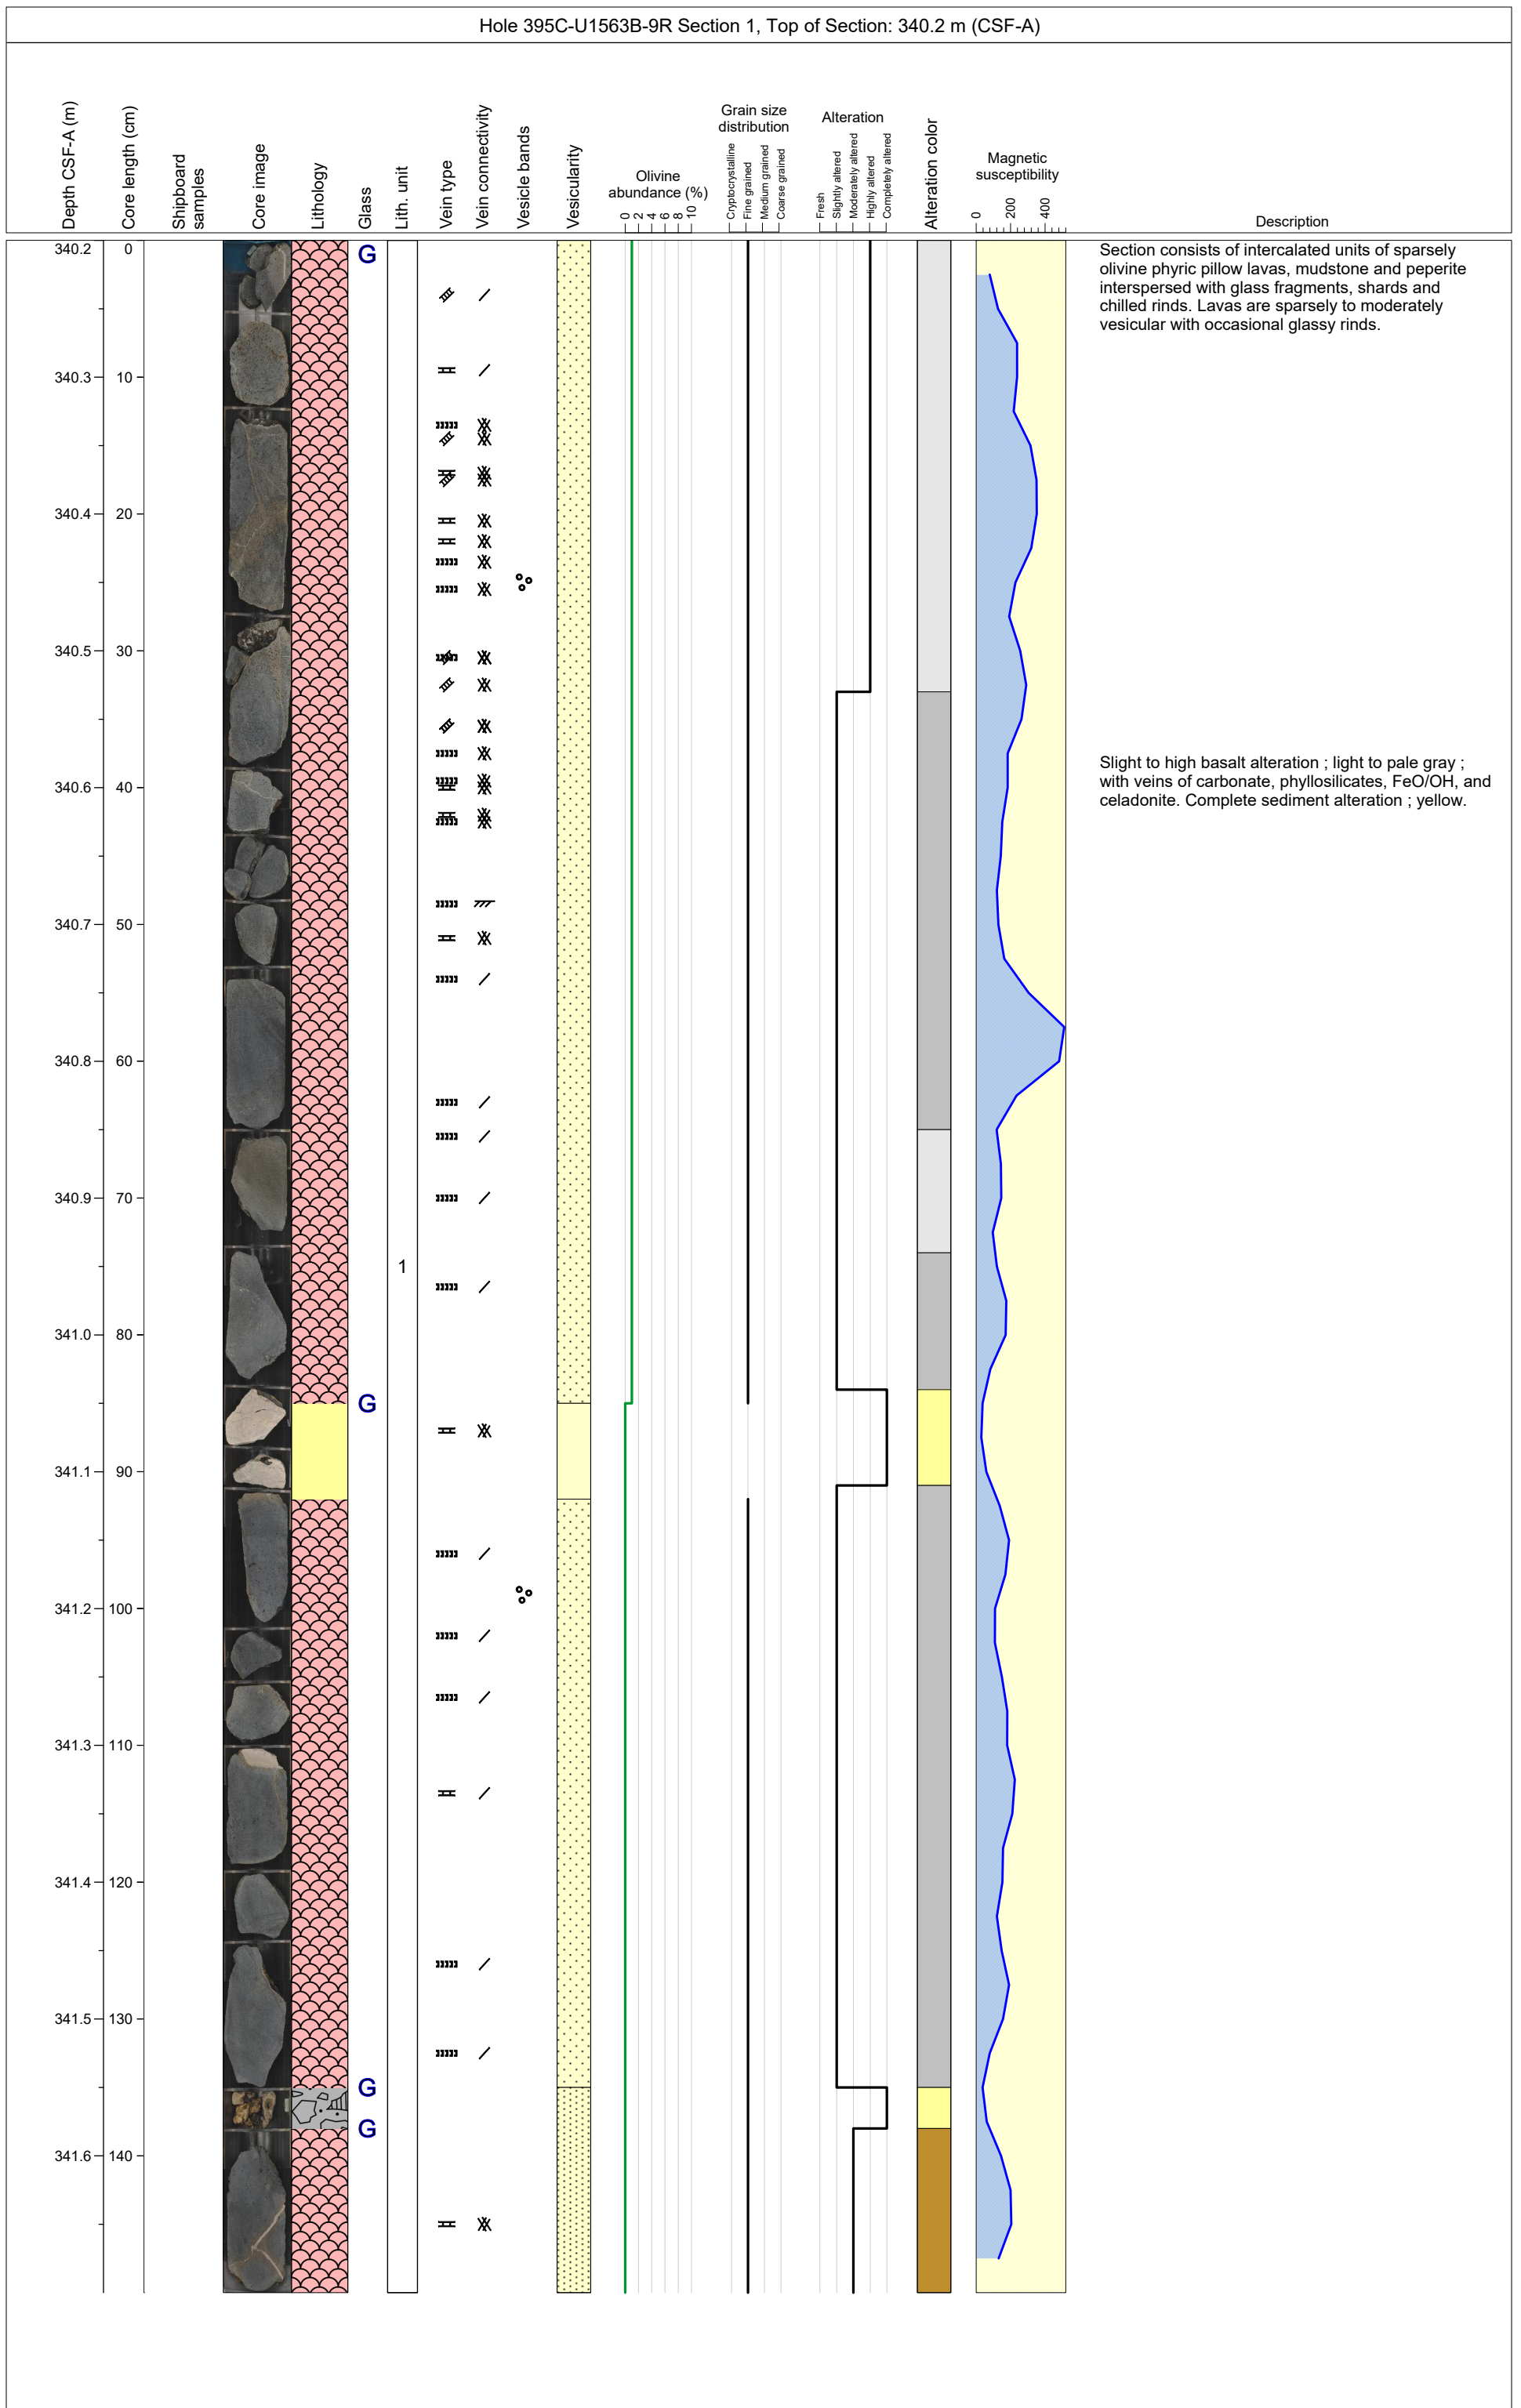 Hole 395C-U1563B-9R Section 1, Top of Section: 340.2 m (CSF-A)
Depth CSF-A (m)
Core length (cm)
Shipboard
samples
Core image
Lithology
Glass
Lith. unit
Vein type
Vein connectivity
Vesicle bands
Vesicularity
Olivine
abundance (%)
0 2 4 6 8 10
Grain size
distribution
Cryptocrystalline
Fine grained
Medium grained
Coarse grained
Alteration
Fresh
Slightly altered
Moderately altered
Highly altered
Completely altered
Alteration color
Magnetic
susceptibility
0 200 400
Description
340.2 0 G
Section consists of intercalated units of sparsely
olivine phyric pillow lavas, mudstone and peperite
interspersed with glass fragments, shards and
chilled rinds. Lavas are sparsely to moderately
vesicular with occasional glassy rinds.
340.3 10
340.4 20
340.5 30
Slight to high basalt alteration ; light to pale gray ;
with veins of carbonate, phyllosilicates, FeO/OH, and
celadonite. Complete sediment alteration ; yellow.
340.6 40
340.7 50
340.8 60
340.9 70
1
341.0 80
G
341.1 90
341.2 100
341.3 110
341.4 120
341.5 130
G
G
341.6 140